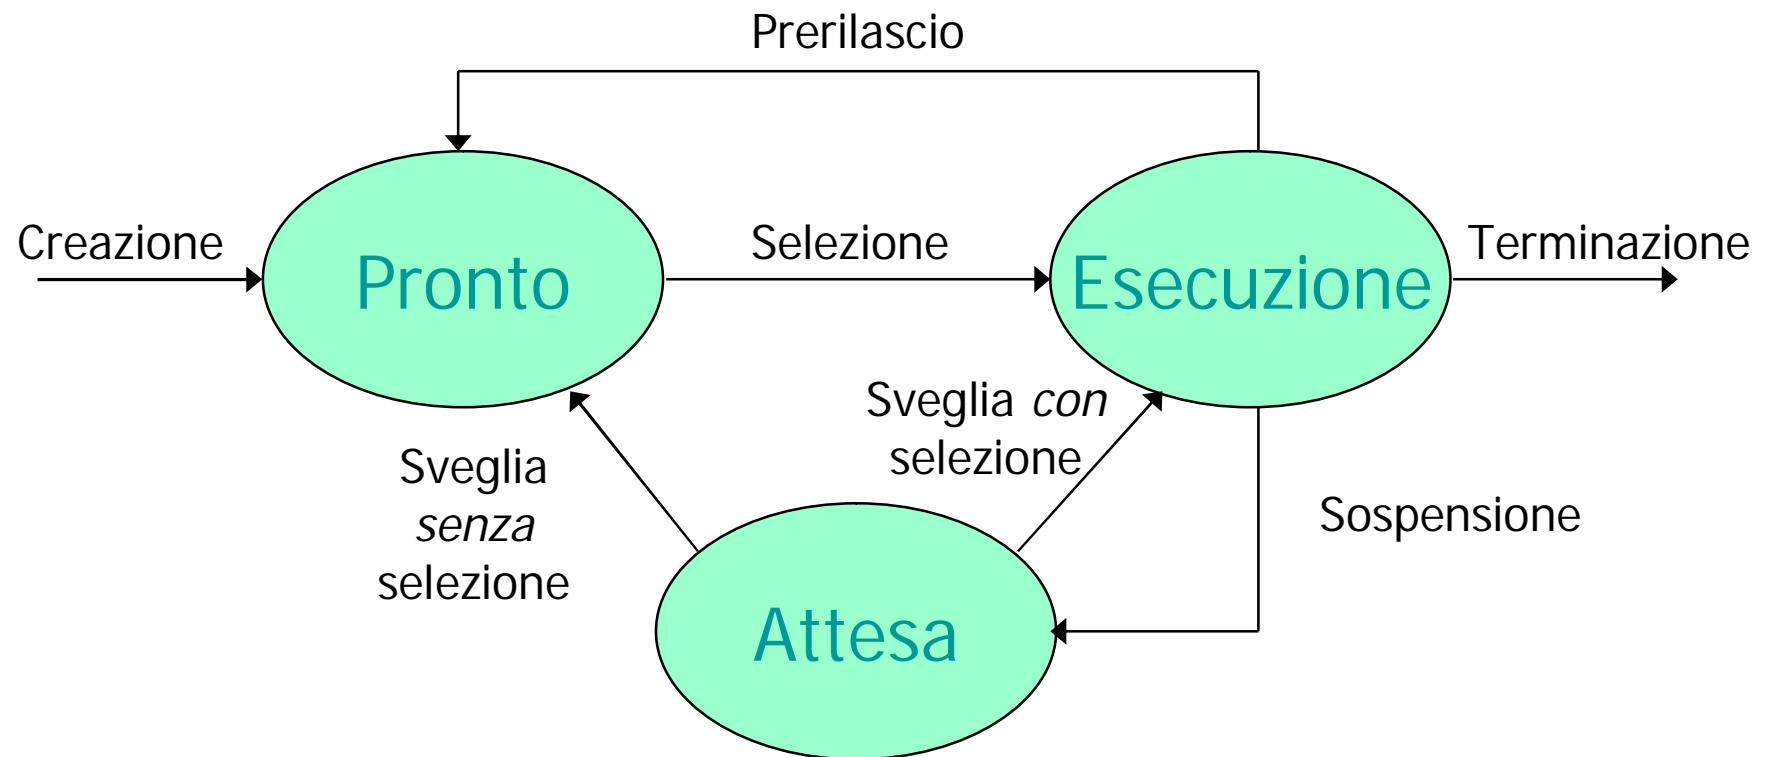 Prerilascio
Creazione
Pronto
Selezione
Esecuzione
Terminazione
Sveglia
senza
selezione
Sveglia con
selezione
Sospensione
Attesa